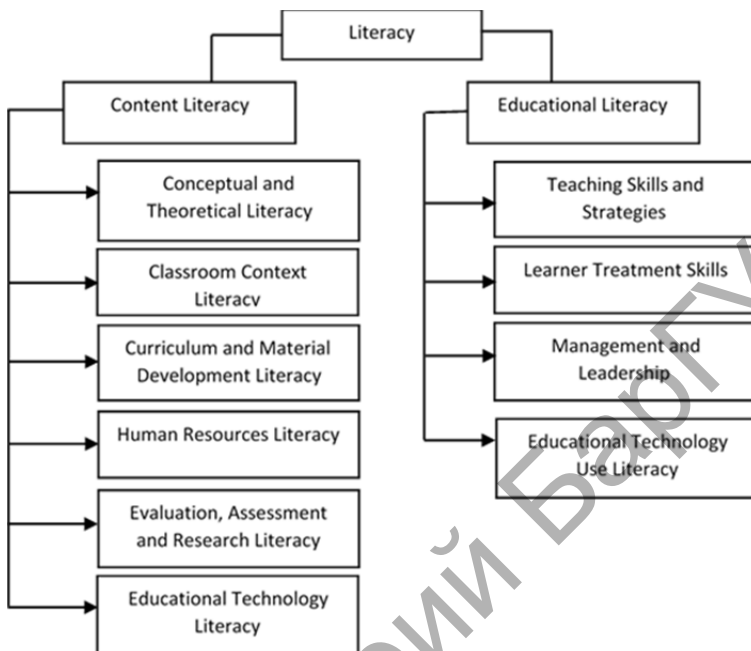 Literacy
Content Literacy
Conceptual and
Theoretical Literacy
Classroom Context
Literacy
Curriculum and Material
Development Literacy
Human Resources Literacy
Evaluation, Assessment
and Research Literacy
Educational Technology
Literacy
Educational Literacy
Teaching Skills and
Strategies
Learner Treatment Skills
Management and
Leadership
Educational Technology
Use Literacy
БарГУ